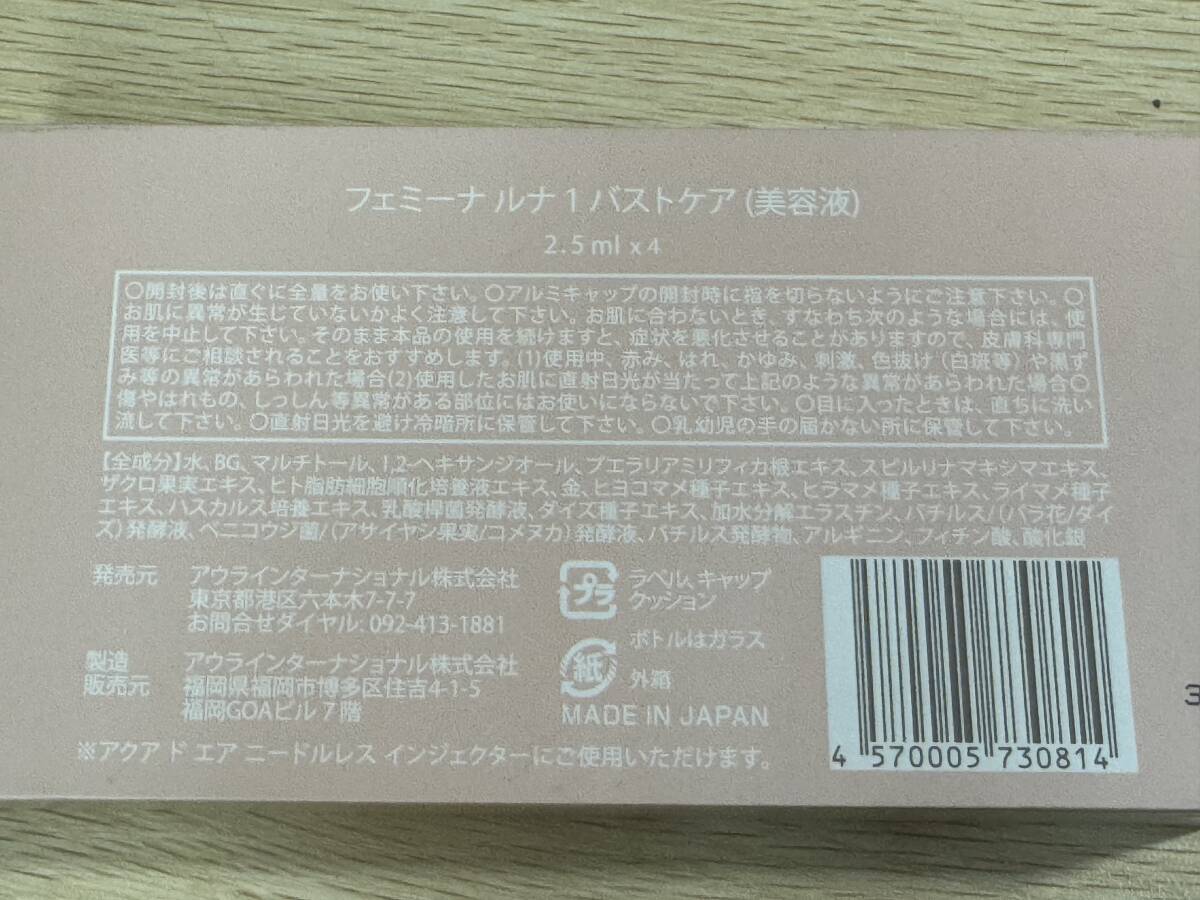 フェミーナ ルナ 1 バストケア (美容液)
2.5ml x4
〇開封後は直ぐに全量をお使い下さい。〇アルミキャップの開封時に指を切らないようにご注意下さい。〇
お肌に異常が生じていないかよく注意して下さい。お肌に合わないとき、すなわち次のような場合には、使
用を中止して下さい。そのまま本品の使用を続けますと、症状を悪化させることがありますので、皮膚科専門
医等にご相談されることをおすすめします。(1)使用中、赤み、はれ、かゆみ、刺激、色抜け (白斑等) や黒ず
み等の異常があらわれた場合(2)使用したお肌に直射日光が当たって上記のような異常があらわれた場合〇
傷やはれもの、しっしん等異常がある部位にはお使いにならないで下さい。〇目に入ったときは、直ちに洗い
流して下さい。〇直射日光を避け冷暗所に保管して下さい。〇乳幼児の手の届かない所に保管して下さい。
【全成分】水、BG、マルチトール、1,2-ヘキサンジオール、プエラリアミリフィカ根エキス、スピルリナマキシマエキス、
ザクロ果実エキス、ヒト脂肪細胞順化培養液エキス、金、ヒヨコマメ種子エキス、ヒラマメ種子エキス、ライマメ種子
エキス、ハスカルス培養エキス、乳酸桿菌発酵液、ダイズ種子エキス、加水分解エラスチン、バチルス/(バラ花/ダイ
ズ)発酵液、ベニコウジ菌/(アサイヤシ果実/コメヌカ)発酵液、バチルス発酵物、アルギニン、フィチン酸、酸化銀
発売元 アウラインターナショナル株式会社
東京都港区六本木7-7-7
お問合せダイヤル: 092-413-1881
製造
販売元 アウラインターナショナル株式会社
福岡県福岡市博多区住吉4-1-5
福岡GOAビル 7 階
プラ ラベル、キャップ
クッション
ボトルはガラス
紙 外箱
MADE IN JAPAN
※アクア ド エア ニードルレス インジェクターにご使用いただけます。
4 570005 730814
3